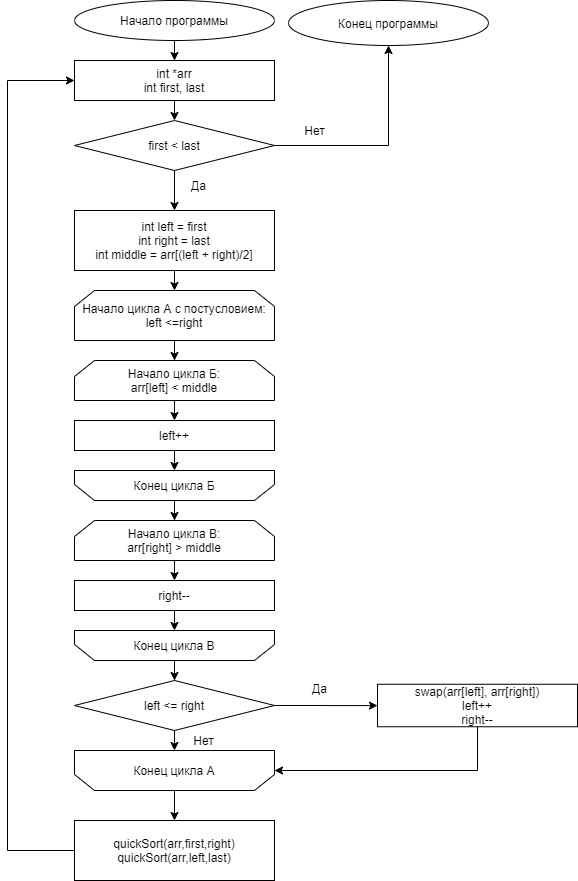 Начало программы
Конец программы
int *arr
int first, last
first < last
Нет
Да
int left = first
int right = last
int middle = arr[(left + right)/2]
Начало цикла А с постусловием:
left <=right
Начало цикла Б:
arr[left] < middle
left++
Конец цикла Б
Начало цикла В:
arr[right] > middle
right--
Конец цикла В
left <= right
Да
swap(arr[left], arr[right])
left++
right--
Нет
Конец цикла А
quickSort(arr,first,right)
quickSort(arr,left,last)